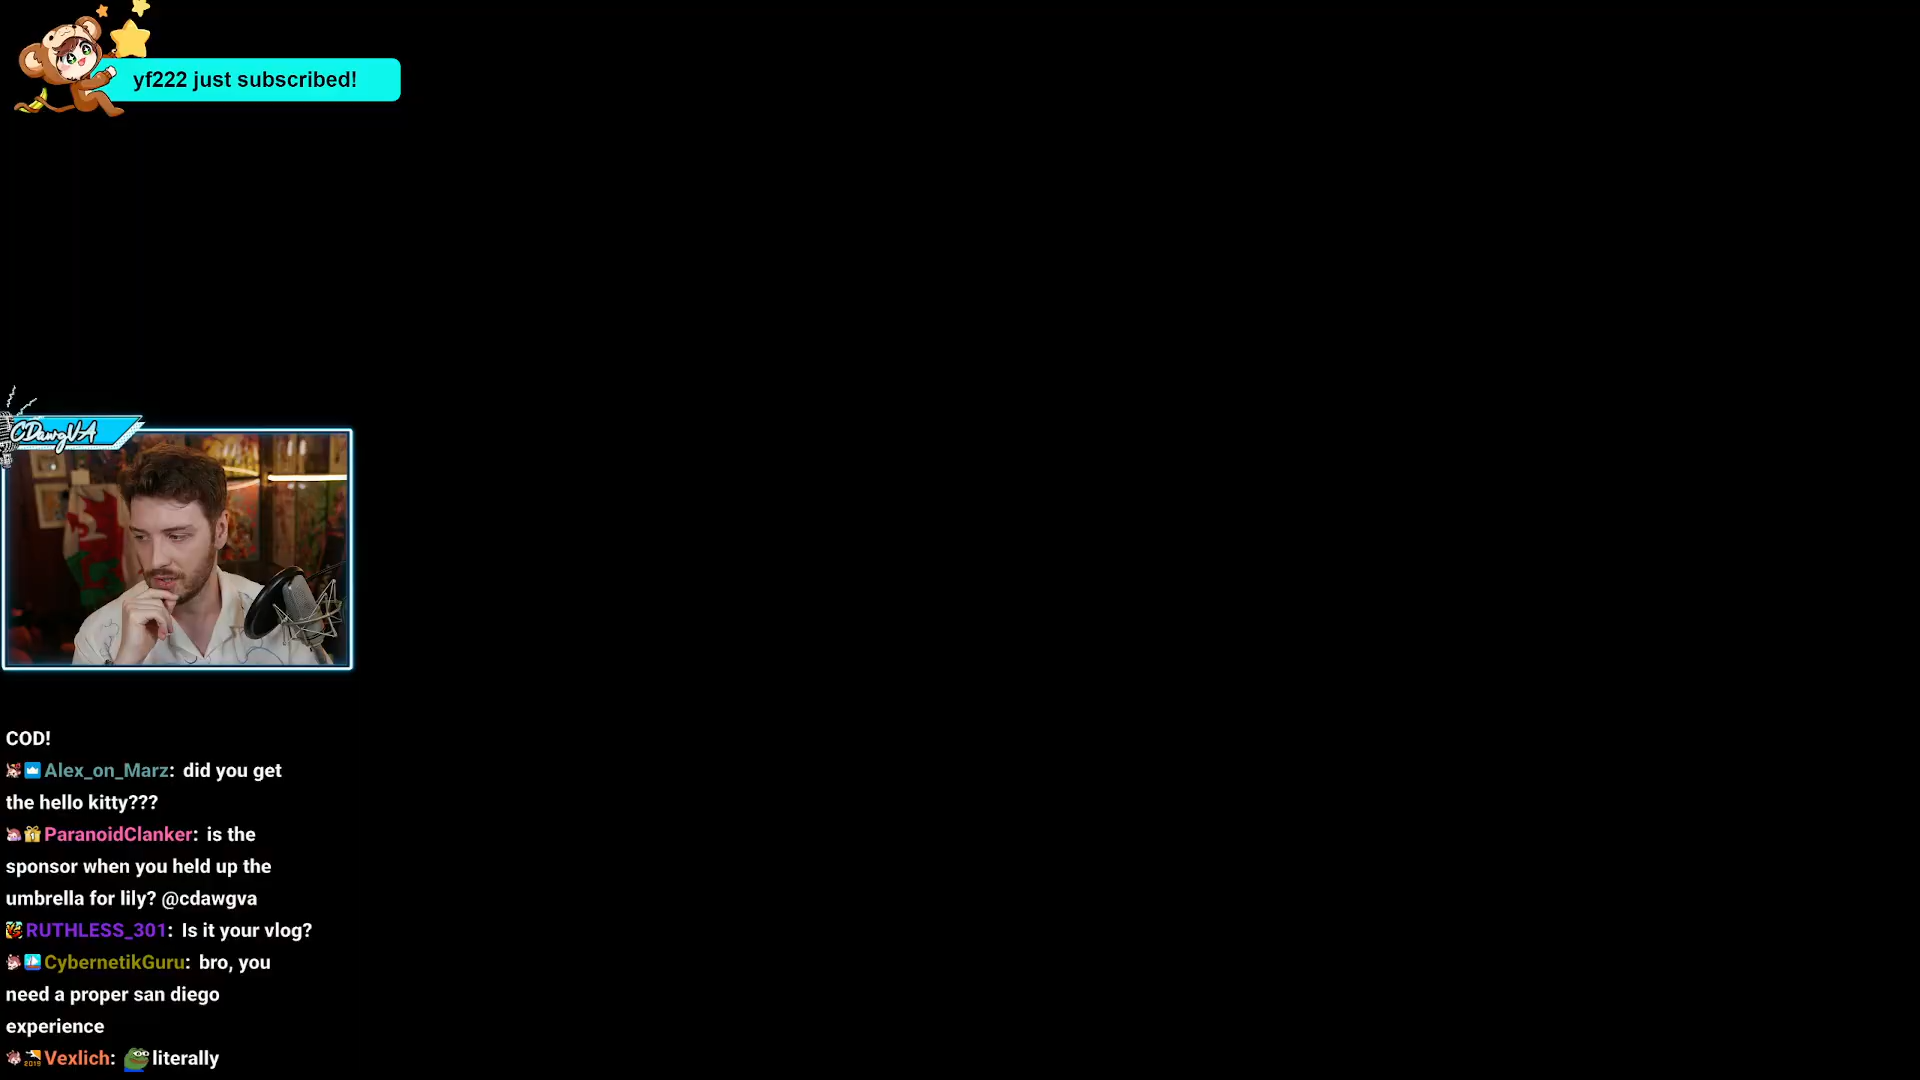 yf222 just subscribed!
CDawgVA
COD!
Alex_on_Marz: did you get
the hello kitty???
ParanoidClanker: is the
sponsor when you held up the
umbrella for lily? @cdawgva
RUTHLESS_301: Is it your vlog?
CybernetikGuru: bro, you
need a proper san diego
experience
2019 Vexlich: literally